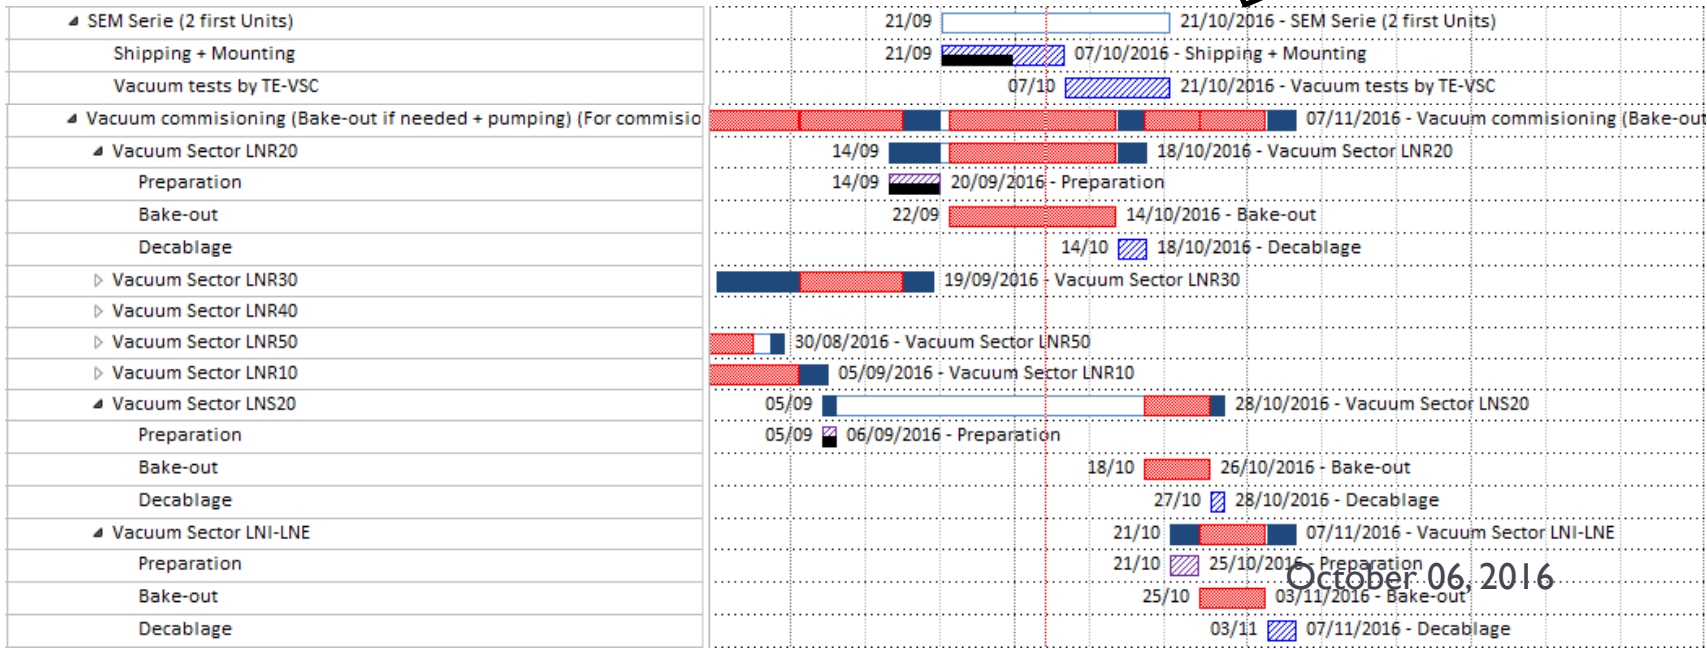 SEM Serie (2 first Units) 21/09 21/10/2016 - SEM Serie (2 first Units)
Shipping + Mounting 21/09 07/10/2016 - Shipping + Mounting
Vacuum tests by TE-VSC 07/10 21/10/2016 - Vacuum tests by TE-VSC
Vacuum commisioning (Bake-out if needed + pumping) (For commisio 07/11/2016 - Vacuum commisioning (Bake-out
Vacuum Sector LNR20 14/09 18/10/2016 - Vacuum Sector LNR20
Preparation 14/09 20/09/2016 - Preparation
Bake-out 22/09 14/10/2016 - Bake-out
Decablage 14/10 18/10/2016 - Decablage
Vacuum Sector LNR30 19/09/2016 - Vacuum Sector LNR30
Vacuum Sector LNR40
Vacuum Sector LNR50 30/08/2016 - Vacuum Sector LNR50
Vacuum Sector LNR10 05/09/2016 - Vacuum Sector LNR10
Vacuum Sector LNS20 05/09 28/10/2016 - Vacuum Sector LNS20
Preparation 05/09 06/09/2016 - Preparation
Bake-out 18/10 26/10/2016 - Bake-out
Decablage 27/10 28/10/2016 - Decablage
Vacuum Sector LNI-LNE 21/10 07/11/2016 - Vacuum Sector LNI-LNE
Preparation 21/10 25/10/2016 - Preparation
October 06, 2016
Bake-out 25/10 03/11/2016 - Bake-out
Decablage 03/11 07/11/2016 - Decablage